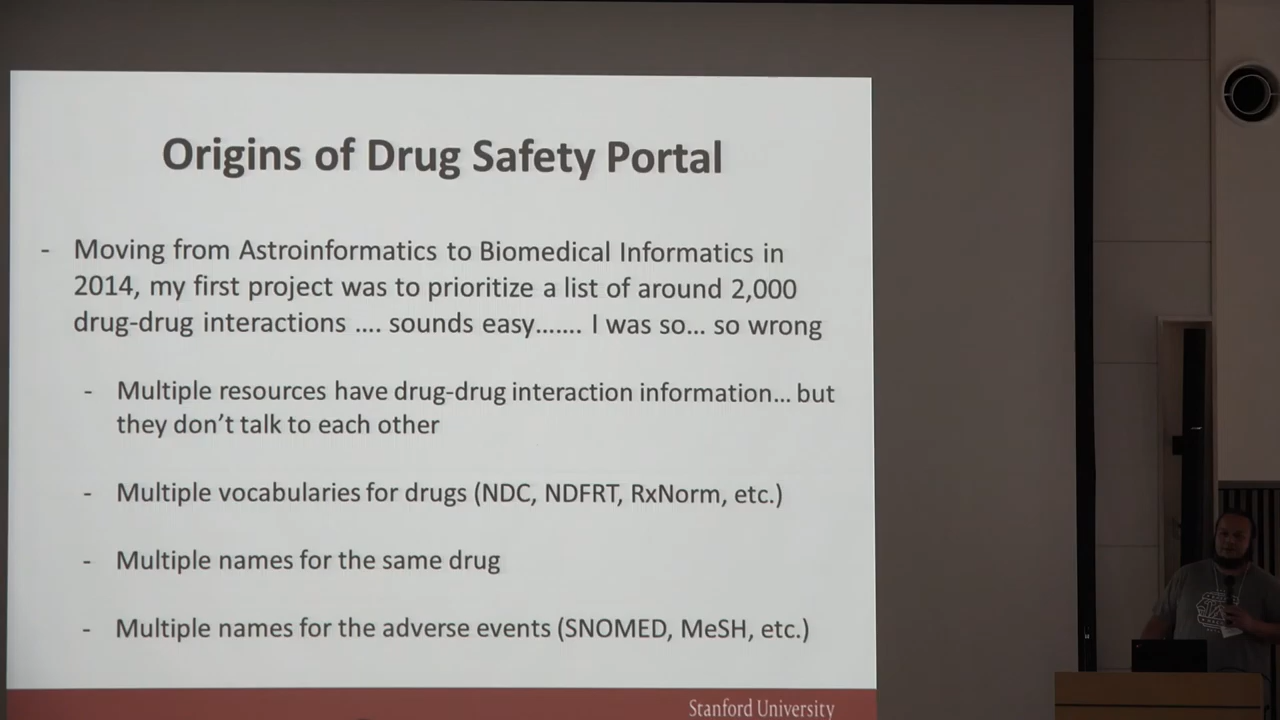 Origins of Drug Safety Portal
- Moving from Astroinformatics to Biomedical Informatics in
2014, my first project was to prioritize a list of around 2,000
drug-drug interactions .... sounds easy....... I was so... so wrong
- Multiple resources have drug-drug interaction information... but
they don't talk to each other
- Multiple vocabularies for drugs (NDC, NDFRT, RxNorm, etc.)
- Multiple names for the same drug
- Multiple names for the adverse events (SNOMED, MeSH, etc.)
Stanford University